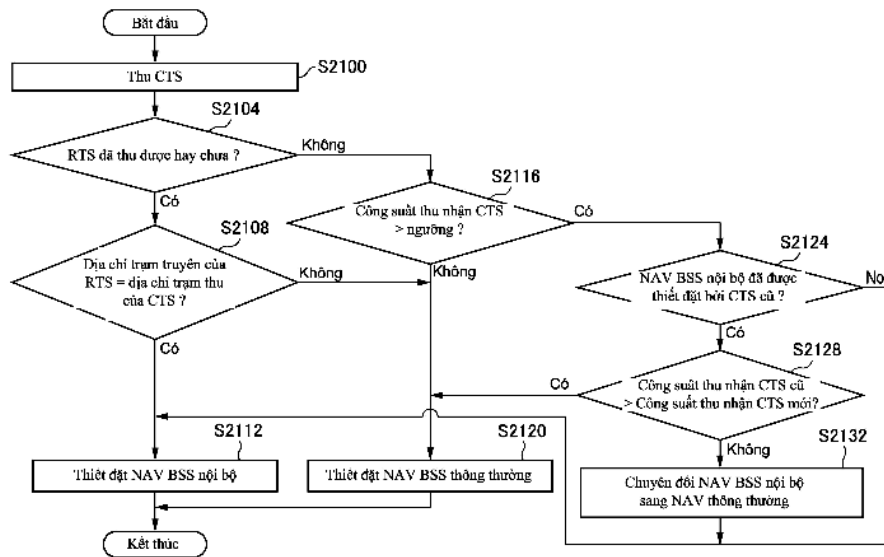 Bắt đầu
Thu CTS
S2100
S2104
RTS đã thu được hay chưa ?
Không
Có
S2116
Công suất thu nhận CTS
> ngưỡng ?
Có
Không
S2108
Địa chỉ trạm truyền của
RTS = địa chỉ trạm thu
của CTS ?
Không
Có
S2124
NAV BSS nội bộ đã được
thiết đặt bởi CTS cũ ?
No
Có
S2128
Công suất thu nhận CTS cũ
> Công suất thu nhận CTS mới?
Có
Không
S2112
Thiết đặt NAV BSS nội bộ
S2120
Thiết đặt NAV BSS thông thường
S2132
Chuyển đổi NAV BSS nội bộ
sang NAV thông thường
Kết thúc